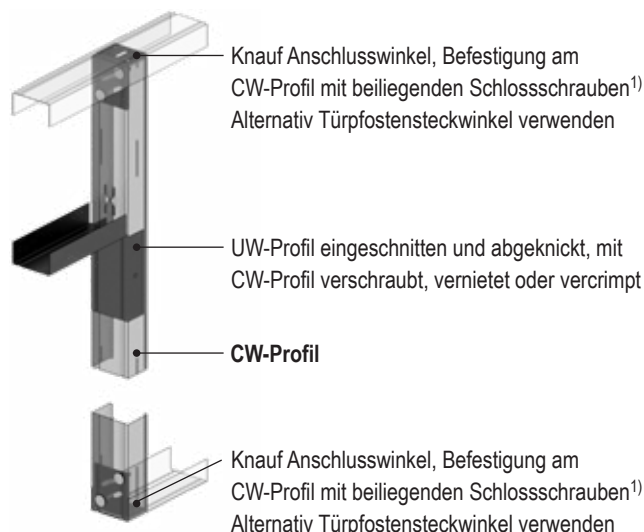 Knauf Anschlusswinkel, Befestigung am
CW-Profil mit beiliegenden Schlossschrauben1)
Alternativ Türpfostensteckwinkel verwenden
UW-Profil eingeschnitten und abgeknickt, mit
CW-Profil verschraubt, vernietet oder vercrimpt
CW-Profil
Knauf Anschlusswinkel, Befestigung am
CW-Profil mit beiliegenden Schlossschrauben1)
Alternativ Türpfostensteckwinkel verwenden